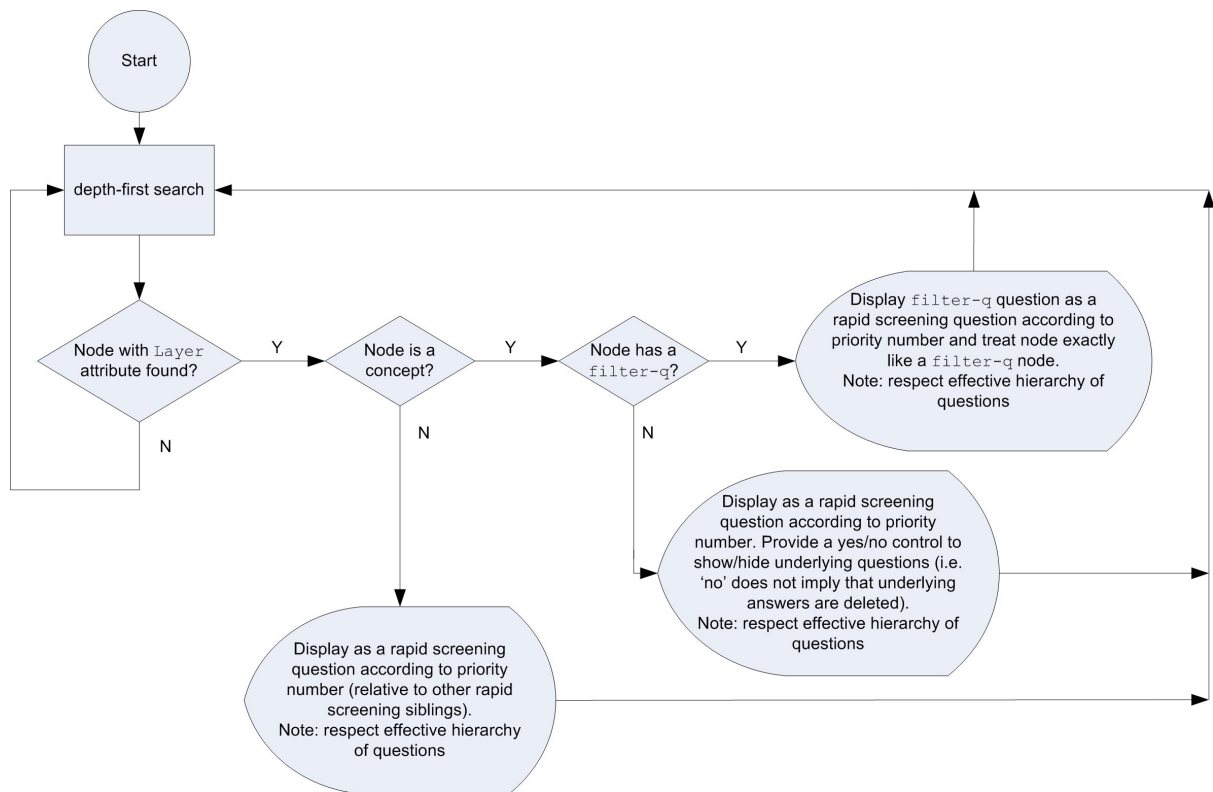 Start
depth-first search
Node with Layer
attribute found?
Y
N
Node is a
concept?
Y
N
Node has a
filter-q?
Y
N
Display filter-q question as a
rapid screening question according to
priority number and treat node exactly
like a filter-q node.
Note: respect effective hierarchy of
questions
Display as a rapid screening
question according to priority
number. Provide a yes/no control to
show/hide underlying questions (i.e.
‘no’ does not imply that underlying
answers are deleted).
Note: respect effective hierarchy of
questions
Display as a rapid screening
question according to priority
number (relative to other rapid
screening siblings).
Note: respect effective hierarchy
of questions